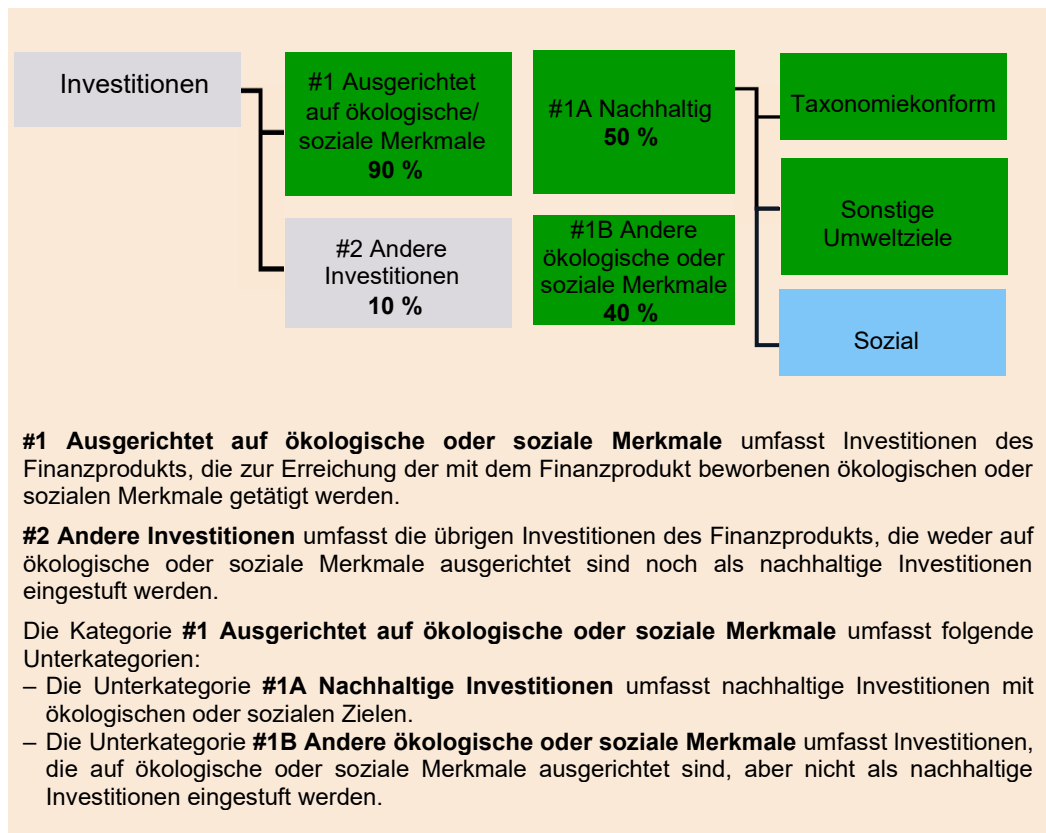 Investitionen
#1 Ausgerichtet
auf ökologische/
soziale Merkmale
90 %
#2 Andere
Investitionen
10 %
#1A Nachhaltig
50 %
#1B Andere
ökologische oder
soziale Merkmale
40 %
Taxonomiekonform
Sonstige
Umweltziele
Sozial
#1 Ausgerichtet auf ökologische oder soziale Merkmale umfasst Investitionen des
Finanzprodukts, die zur Erreichung der mit dem Finanzprodukt beworbenen ökologischen oder
sozialen Merkmale getätigt werden.
#2 Andere Investitionen umfasst die übrigen Investitionen des Finanzprodukts, die weder auf
ökologische oder soziale Merkmale ausgerichtet sind noch als nachhaltige Investitionen
eingestuft werden.
Die Kategorie #1 Ausgerichtet auf ökologische oder soziale Merkmale umfasst folgende
Unterkategorien:
– Die Unterkategorie #1A Nachhaltige Investitionen umfasst nachhaltige Investitionen mit
ökologischen oder sozialen Zielen.
– Die Unterkategorie #1B Andere ökologische oder soziale Merkmale umfasst Investitionen,
die auf ökologische oder soziale Merkmale ausgerichtet sind, aber nicht als nachhaltige
Investitionen eingestuft werden.